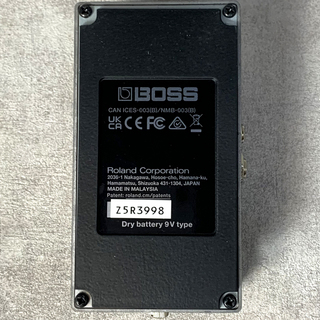 BOSS
CAN ICES-003(B)/NMB-003(B)
UK CA CE FC
Roland Corporation
2036-1 Nakagawa, Hosoe-cho, Hamana-ku,
Hamamatsu, Shizuoka 431-1304, JAPAN
MADE IN MALAYSIA
Patent: roland.cm/patents
Z5R3998
Dry battery 9V type